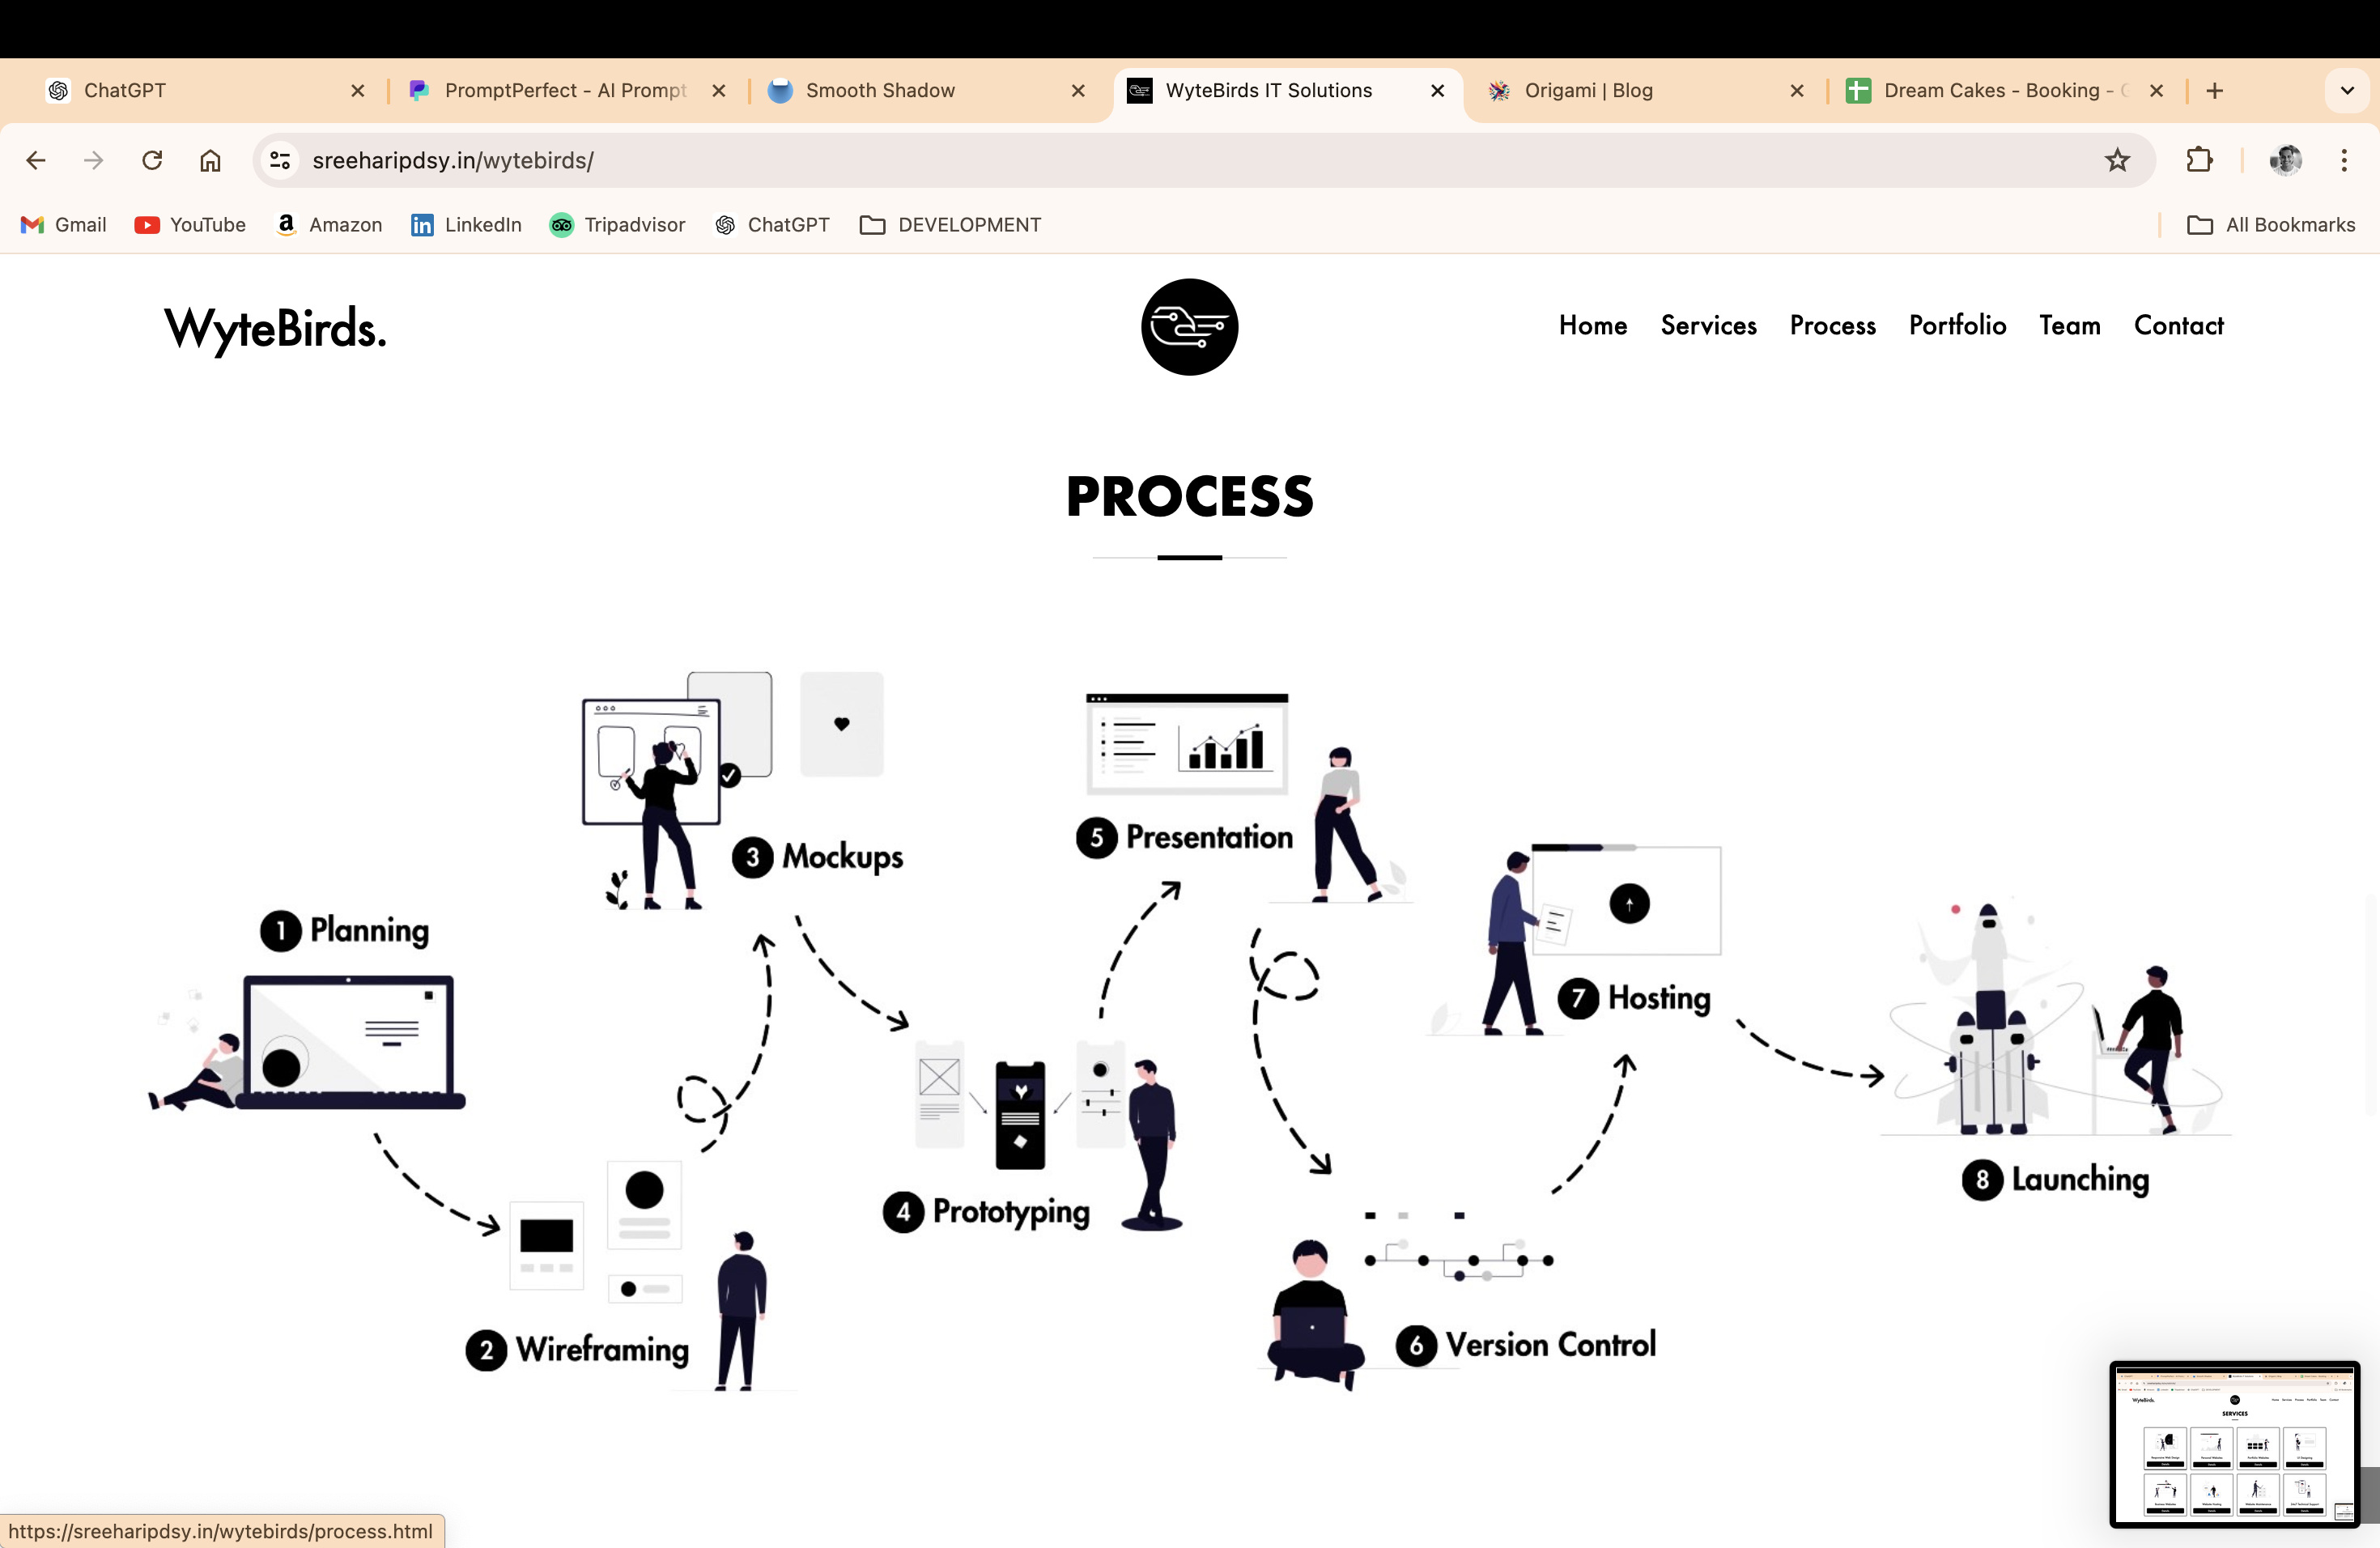 ChatGPT
PromptPerfect - AI Prompt
Smooth Shadow
WyteBirds IT Solutions
Origami | Blog
Dream Cakes - Booking -
sreeharipdsy.in/wytebirds/
Gmail
YouTube
Amazon
LinkedIn
Tripadvisor
ChatGPT
DEVELOPMENT
All Bookmarks
WyteBirds.
Home
Services
Process
Portfolio
Team
Contact
PROCESS
1 Planning
2 Wireframing
3 Mockups
4 Prototyping
5 Presentation
6 Version Control
7 Hosting
8 Launching
WyteBirds.
SERVICES
https://sreeharipdsy.in/wytebirds/process.html